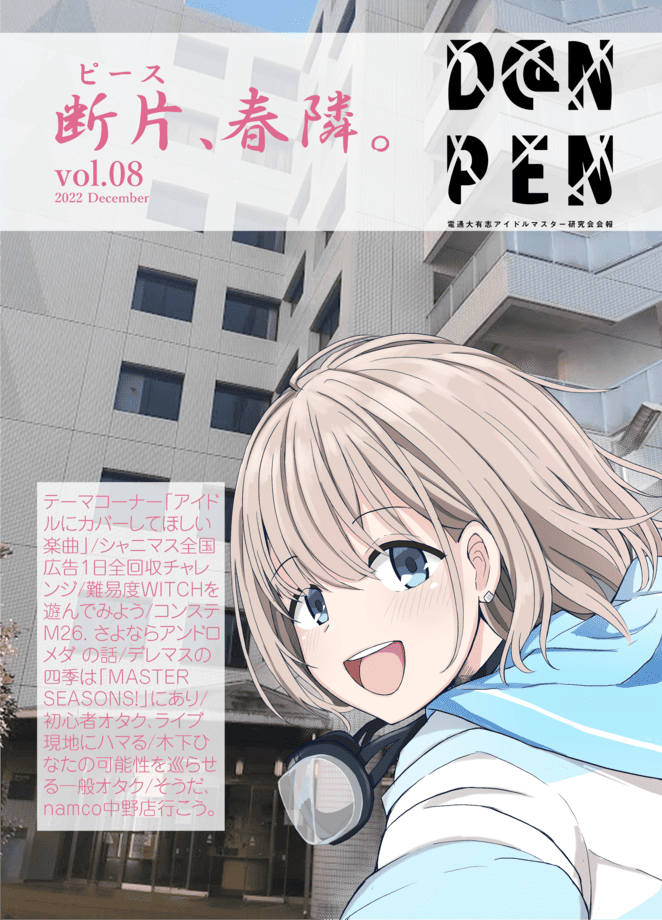 ピース
断片、春隣。
vol.08
2022 December
D@N
PEN
電通大有志アイドルマスター研究会会報
テーマコーナー「アイド
ルにカバーしてほしい
楽曲」/シャニマス全国
広告1日全回収チャレ
ンジ/難易度WITCHを
遊んでみよう/コンステ
M26. さよならアンドロ
メダ の話/デレマスの
四季は「MASTER
SEASONS!」にあり/
初心者オタク、ライブ
現地にハマる/木下ひ
なたの可能性を巡らせ
る一般オタク/そうだ、
namco中野店行こう。